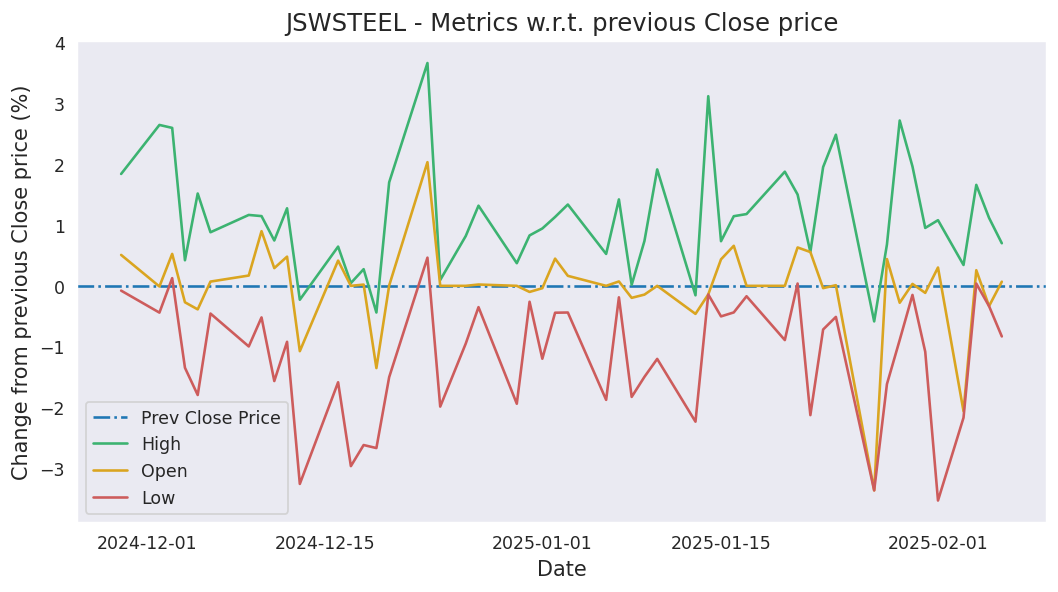 JSWSTEEL - Metrics w.r.t. previous Close price
Change from previous Close price (%)
4
3
2
1
0
−1
−2
−3
Prev Close Price
High
Open
Low
2024-12-01
2024-12-15
2025-01-01
2025-01-15
2025-02-01
Date